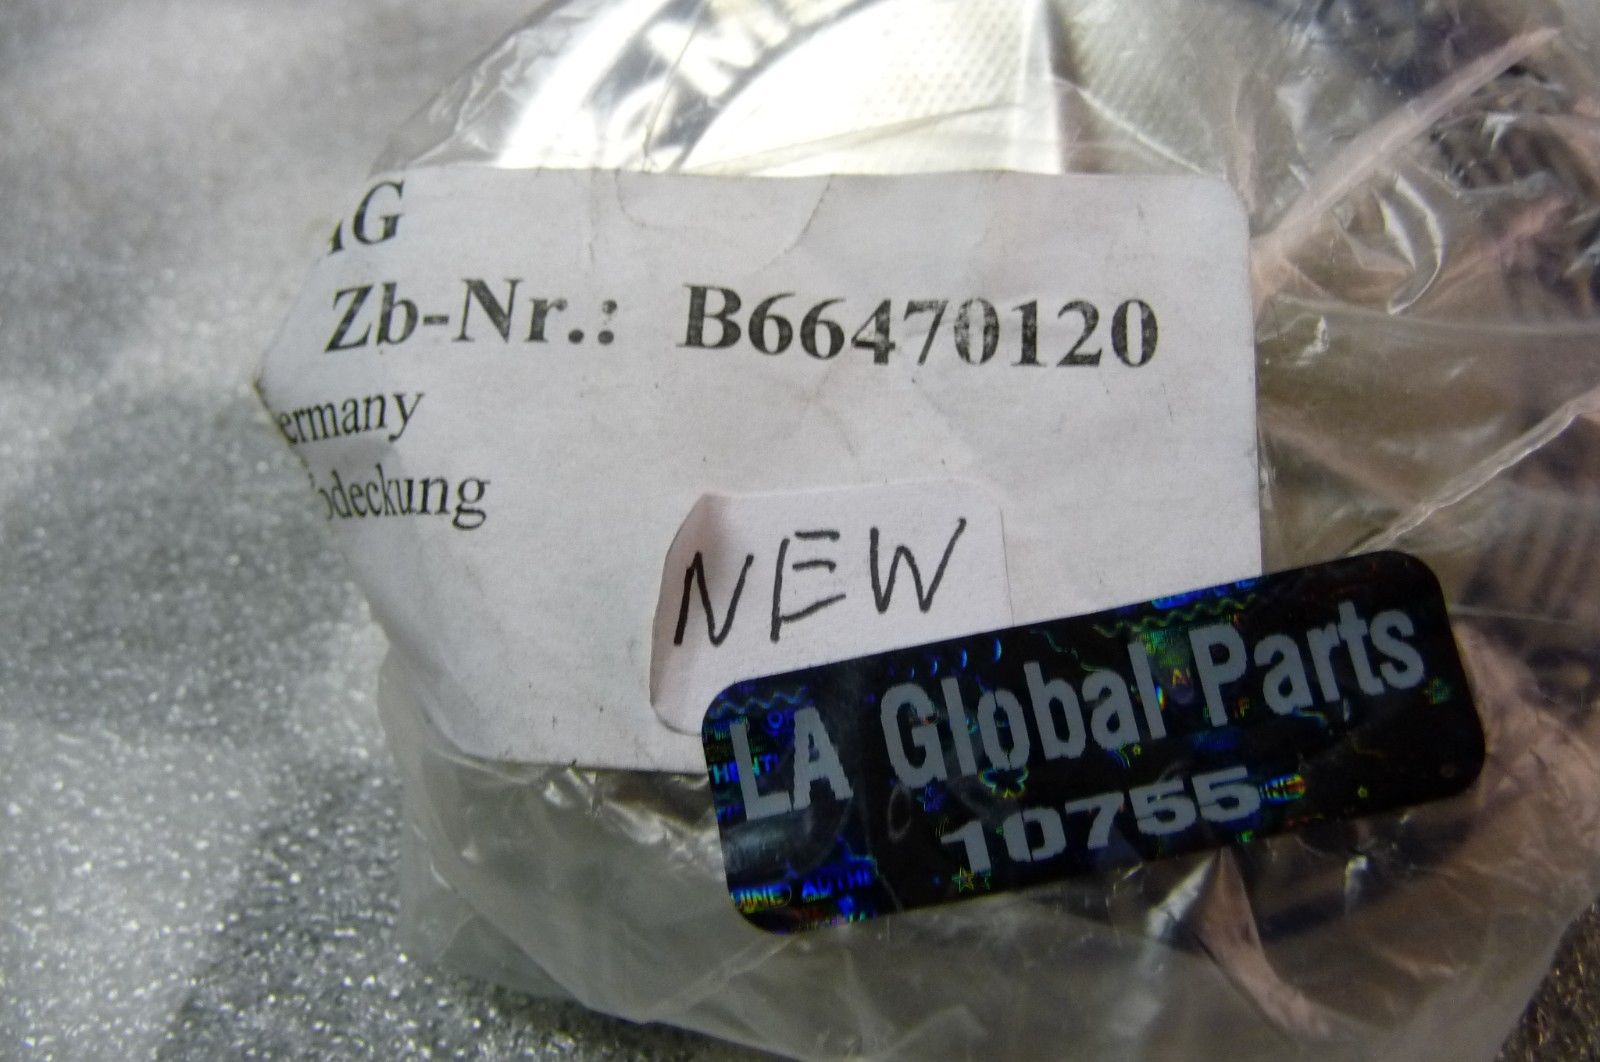 AG
Zb-Nr.: B66470120
ermany
bdeckung
NEW
LA Global Parts
10755